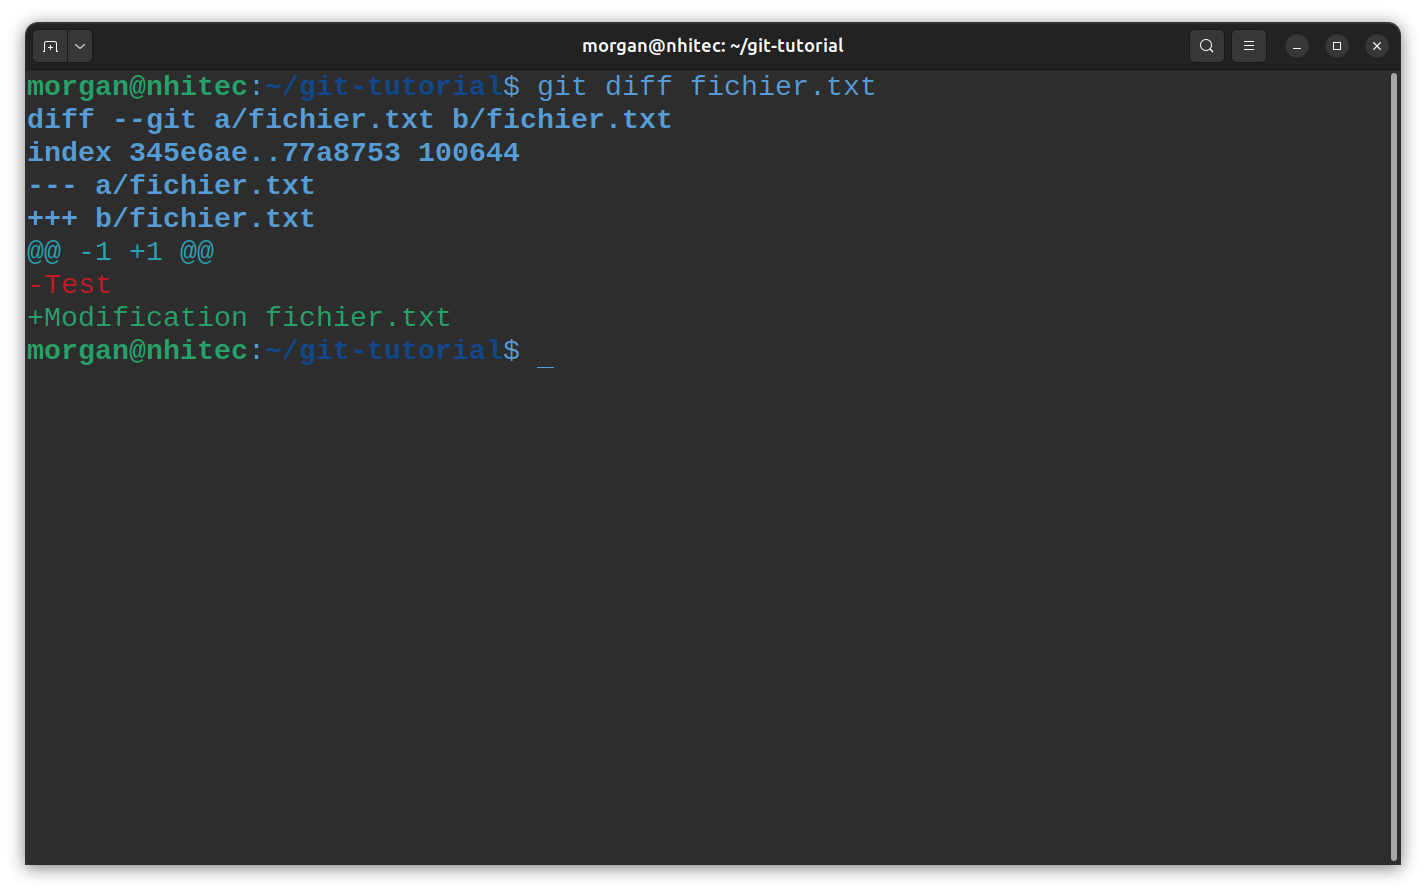 morgan@nhitec: ~/git-tutorial
morgan@nhitec:~/git-tutorial$ git diff fichier.txt
diff --git a/fichier.txt b/fichier.txt
index 345e6ae..77a8753 100644
--- a/fichier.txt
+++ b/fichier.txt
@@ -1 +1 @@
-Test
+Modification fichier.txt
morgan@nhitec:~/git-tutorial$ _